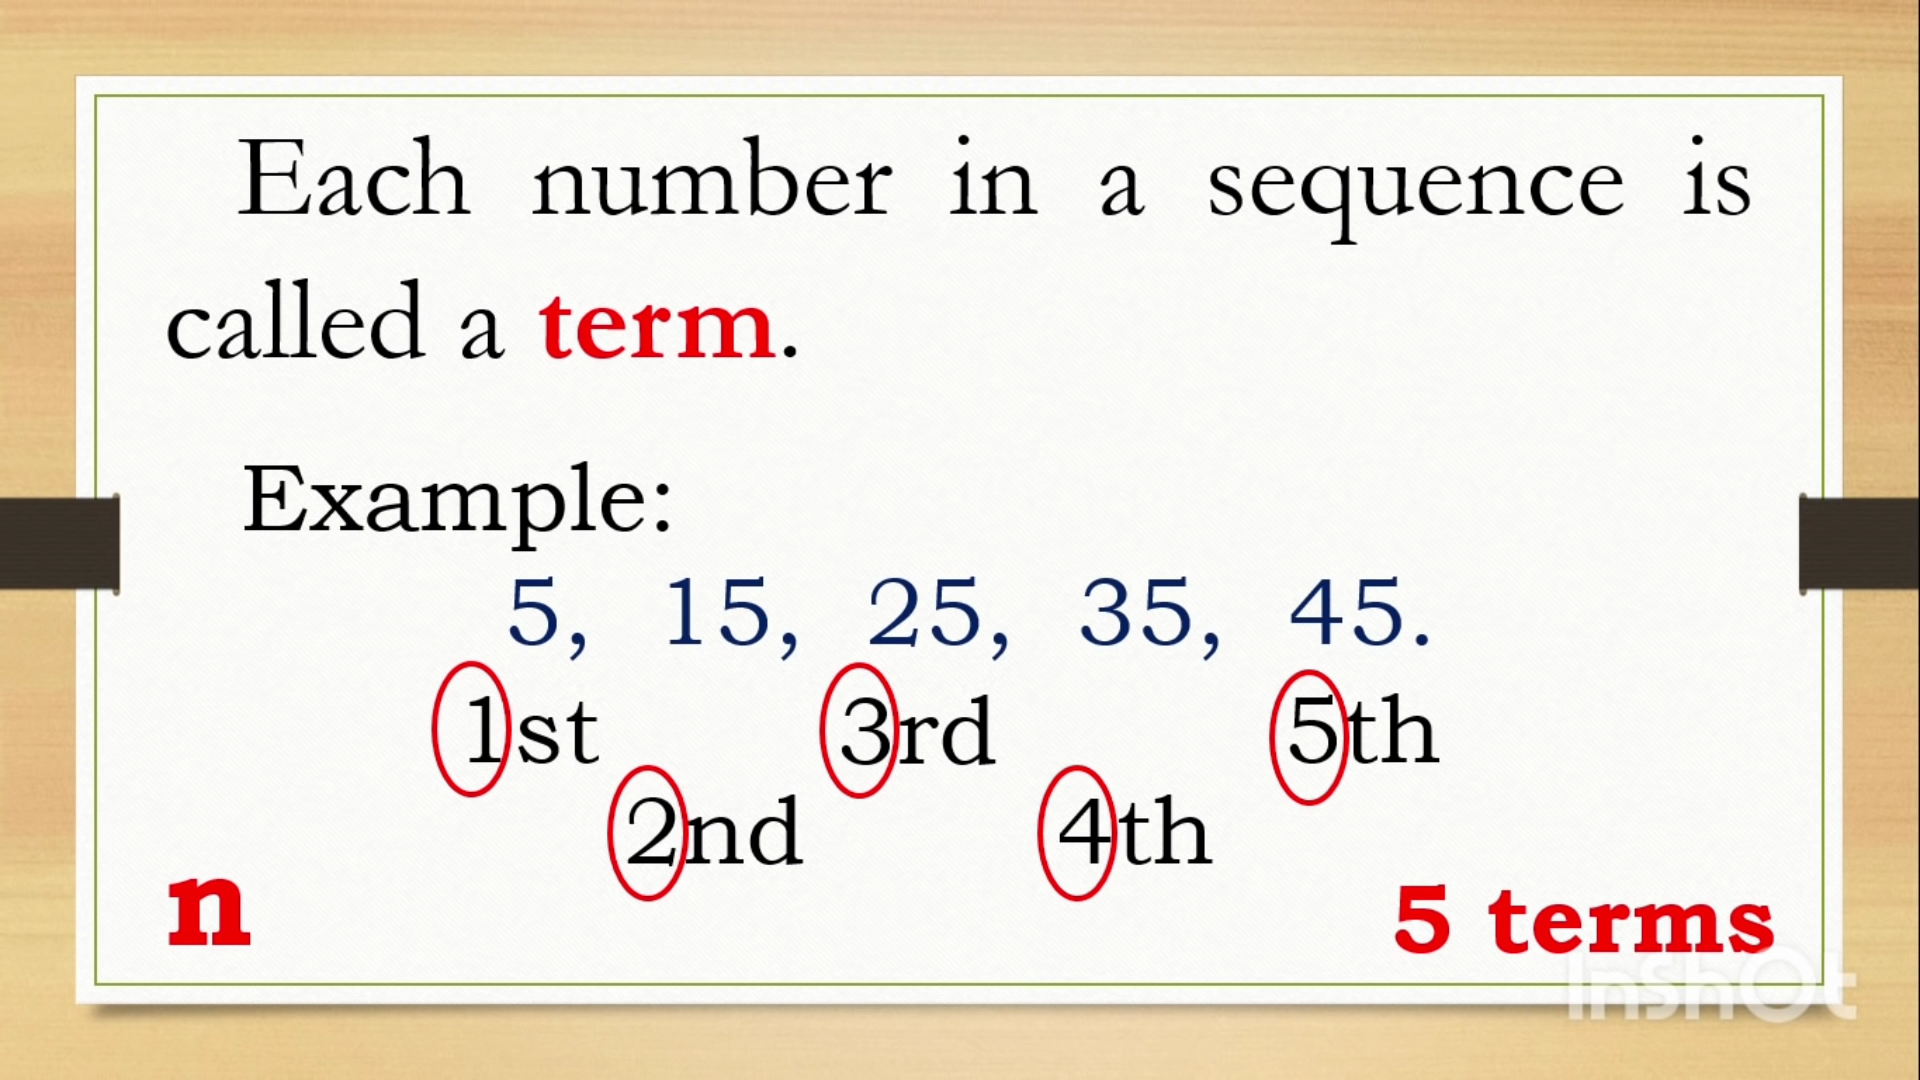 Each number in a sequence is
called a term.
Example:
5, 15, 25, 35, 45.
1st 3rd 5th
2nd 4th
n 5 terms
InShOt